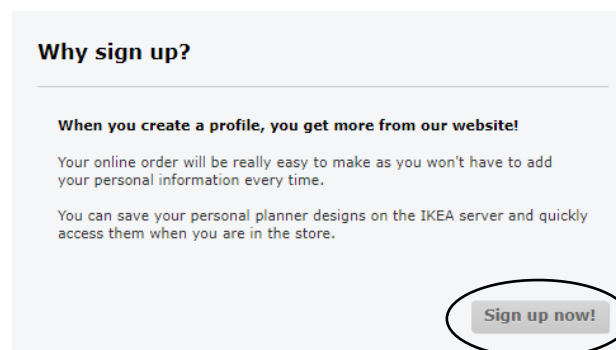 Why sign up?
When you create a profile, you get more from our website!
Your online order will be really easy to make as you won't have to add
your personal information every time.
You can save your personal planner designs on the IKEA server and quickly
access them when you are in the store.
Sign up now!